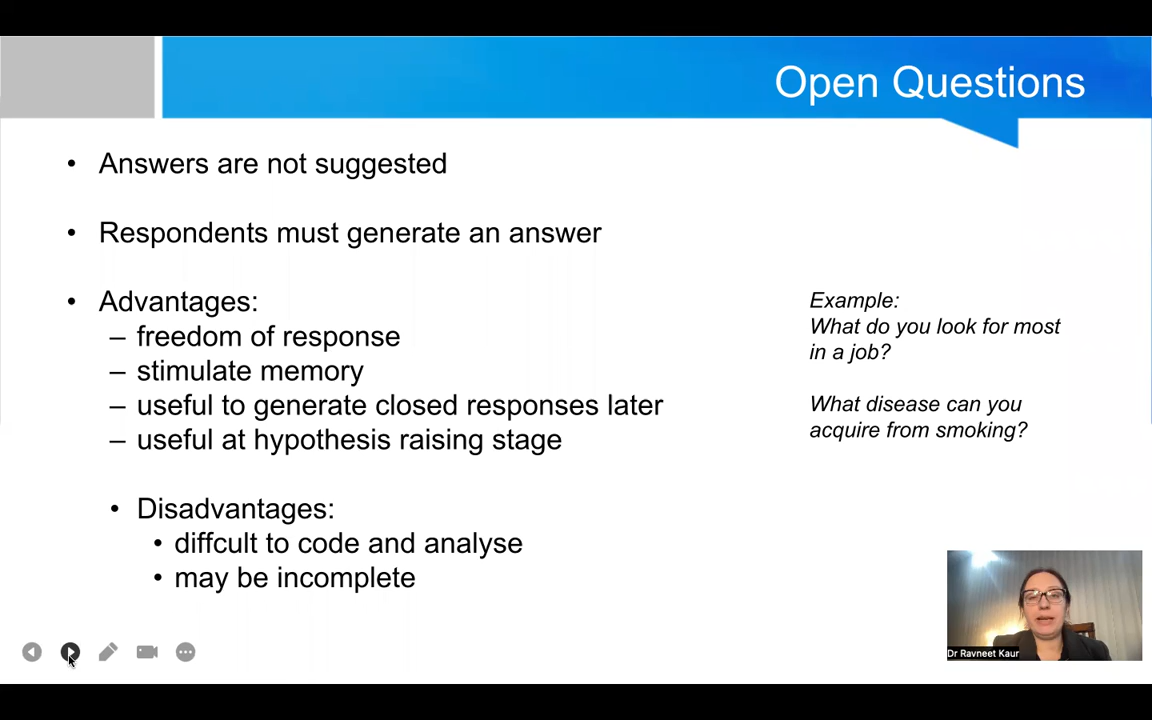 Open Questions
• Answers are not suggested
• Respondents must generate an answer
• Advantages:
– freedom of response
– stimulate memory
– useful to generate closed responses later
– useful at hypothesis raising stage
• Disadvantages:
• diffcult to code and analyse
• may be incomplete
Example:
What do you look for most
in a job?
What disease can you
acquire from smoking?
Dr Ravneet Kaur